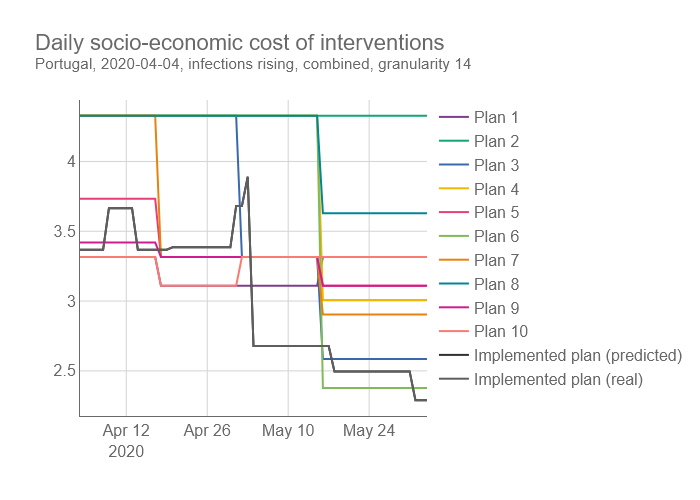 Daily socio-economic cost of interventions
Portugal, 2020-04-04, infections rising, combined, granularity 14
4
3.5
3
2.5
Apr 12
2020
Apr 26
May 10
May 24
Plan 1
Plan 2
Plan 3
Plan 4
Plan 5
Plan 6
Plan 7
Plan 8
Plan 9
Plan 10
Implemented plan (predicted)
Implemented plan (real)